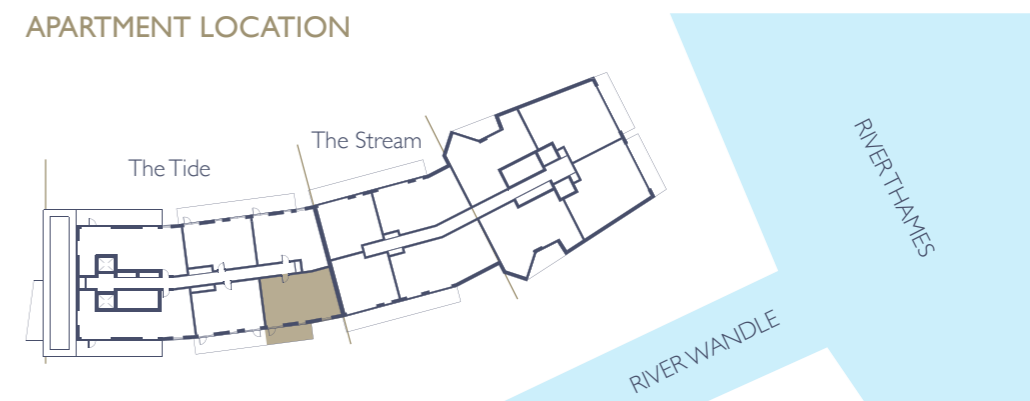 APARTMENT LOCATION
The Tide
The Stream
RIVER THAMES
RIVER WANDLE